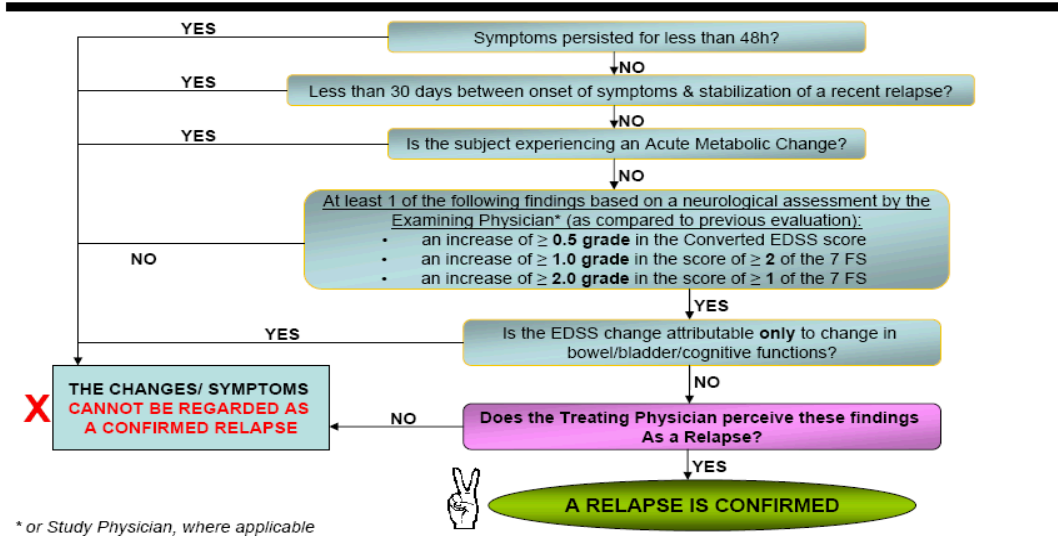 YES
Symptoms persisted for less than 48h?
NO
YES
Less than 30 days between onset of symptoms & stabilization of a recent relapse?
NO
YES
Is the subject experiencing an Acute Metabolic Change?
NO
At least 1 of the following findings based on a neurological assessment by the
Examining Physician* (as compared to previous evaluation):
• an increase of ≥ 0.5 grade in the Converted EDSS score
• an increase of ≥ 1.0 grade in the score of ≥ 2 of the 7 FS
• an increase of ≥ 2.0 grade in the score of ≥ 1 of the 7 FS
NO
YES
YES
Is the EDSS change attributable only to change in
bowel/bladder/cognitive functions?
NO
THE CHANGES/ SYMPTOMS
CANNOT BE REGARDED AS
A CONFIRMED RELAPSE
X
NO
Does the Treating Physician perceive these findings
As a Relapse?
YES
A RELAPSE IS CONFIRMED
* or Study Physician, where applicable